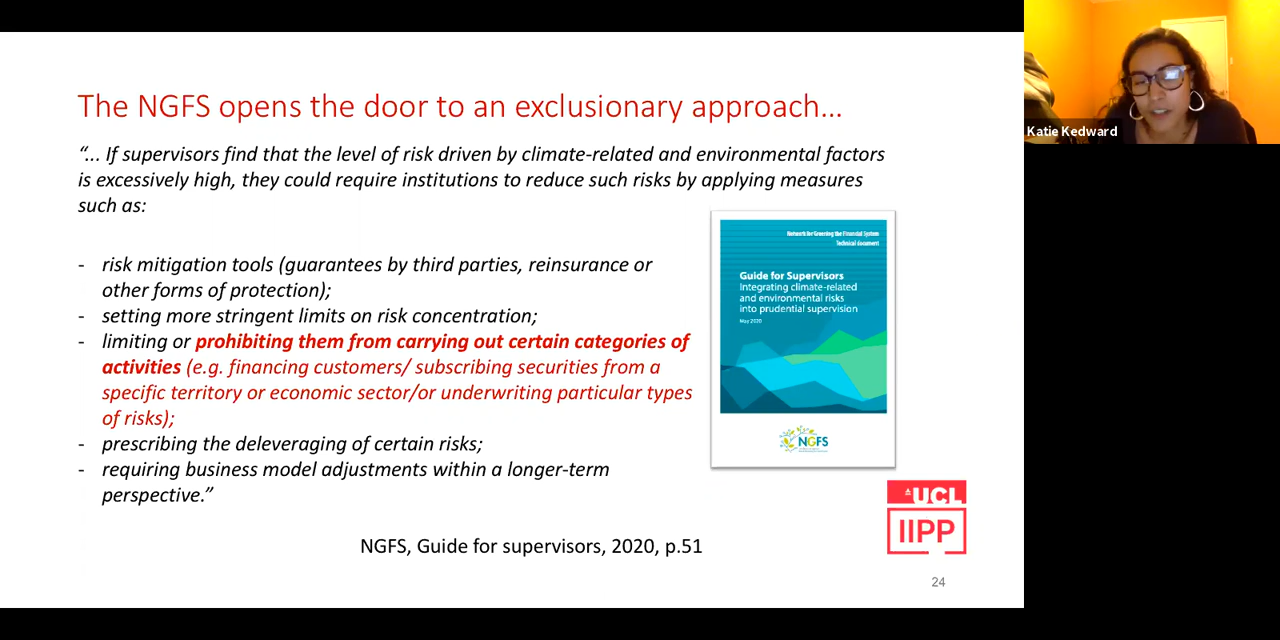 The NGFS opens the door to an exclusionary approach...
“... If supervisors find that the level of risk driven by climate-related and environmental factors
is excessively high, they could require institutions to reduce such risks by applying measures
such as:
- risk mitigation tools (guarantees by third parties, reinsurance or
other forms of protection);
- setting more stringent limits on risk concentration;
- limiting or prohibiting them from carrying out certain categories of
activities (e.g. financing customers/ subscribing securities from a
specific territory or economic sector/or underwriting particular types
of risks);
- prescribing the deleveraging of certain risks;
- requiring business model adjustments within a longer-term
perspective.”
NGFS, Guide for supervisors, 2020, p.51
Network for Greening the Financial System
Technical document
Guide for Supervisors
Integrating climate-related
and environmental risks
into prudential supervision
May 2020
NGFS
UCL
IIPP
24
Katie Kedward